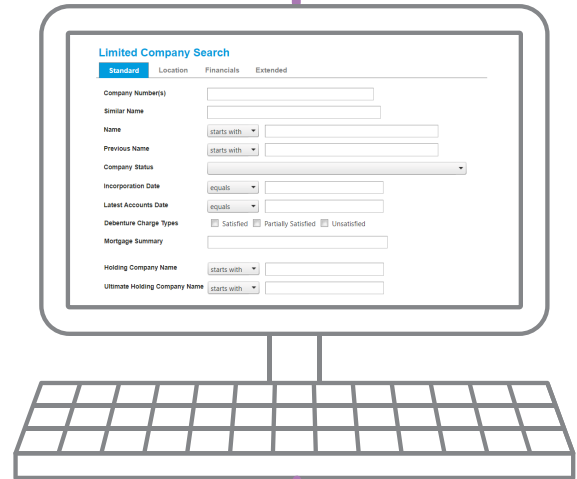 Limited Company Search
Standard Location Financials Extended
Company Number(s)
Similar Name
Name starts with
Previous Name starts with
Company Status
Incorporation Date equals
Latest Accounts Date equals
Debenture Charge Types Satisfied Partially Satisfied Unsatisfied
Mortgage Summary
Holding Company Name starts with
Ultimate Holding Company Name starts with